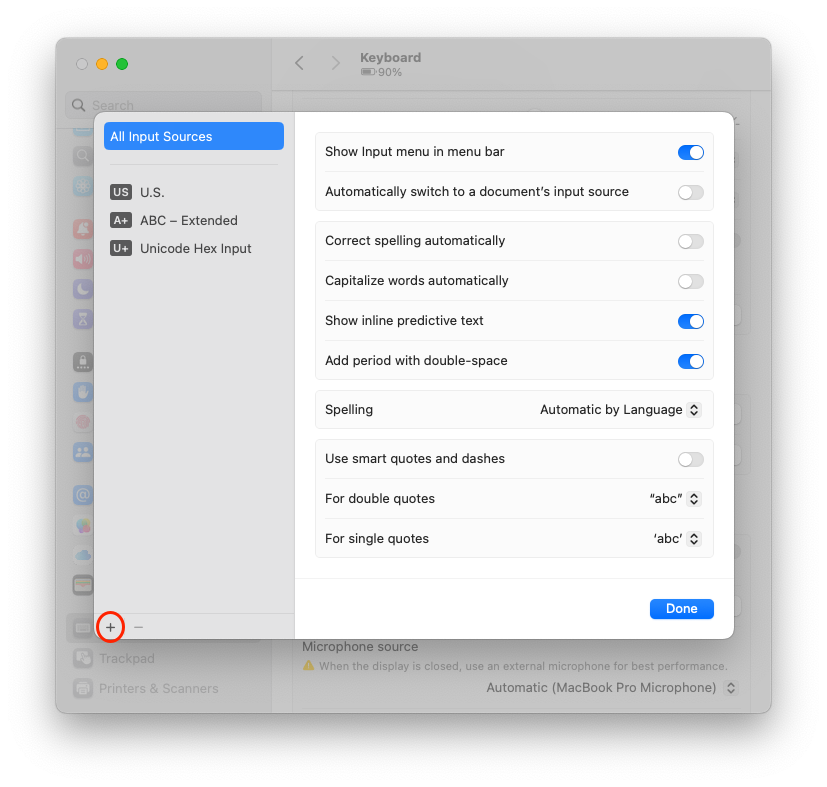 Keyboard
90%
Search
All Input Sources
US U.S.
A+ ABC – Extended
U+ Unicode Hex Input
+ −
Show Input menu in menu bar
Automatically switch to a document’s input source
Correct spelling automatically
Capitalize words automatically
Show inline predictive text
Add period with double-space
Spelling Automatic by Language
Use smart quotes and dashes
For double quotes “abc”
For single quotes ‘abc’
Done
Trackpad
Printers & Scanners
Microphone source
When the display is closed, use an external microphone for best performance.
Automatic (MacBook Pro Microphone)